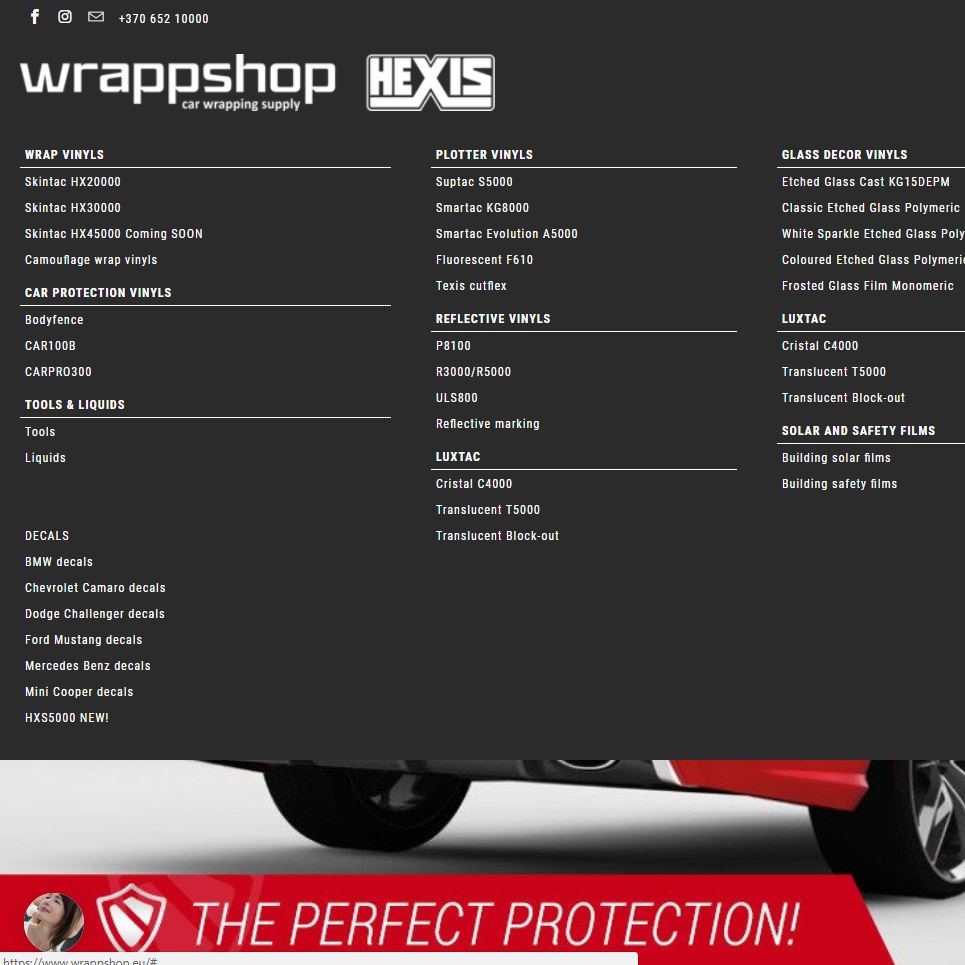 +370 652 10000
wrappshop
car wrapping supply
HEXIS
WRAP VINYLS
Skintac HX20000
Skintac HX30000
Skintac HX45000 Coming SOON
Camouflage wrap vinyls
CAR PROTECTION VINYLS
Bodyfence
CAR100B
CARPRO300
TOOLS & LIQUIDS
Tools
Liquids
DECALS
BMW decals
Chevrolet Camaro decals
Dodge Challenger decals
Ford Mustang decals
Mercedes Benz decals
Mini Cooper decals
HXS5000 NEW!
PLOTTER VINYLS
Suptac S5000
Smartac KG8000
Smartac Evolution A5000
Fluorescent F610
Texis cutflex
REFLECTIVE VINYLS
P8100
R3000/R5000
ULS800
Reflective marking
LUXTAC
Cristal C4000
Translucent T5000
Translucent Block-out
GLASS DECOR VINYLS
Etched Glass Cast KG15DEPM
Classic Etched Glass Polymeric
White Sparkle Etched Glass Poly
Coloured Etched Glass Polymeric
Frosted Glass Film Monomeric
LUXTAC
Cristal C4000
Translucent T5000
Translucent Block-out
SOLAR AND SAFETY FILMS
Building solar films
Building safety films
THE PERFECT PROTECTION!
https://www.wrappshop.eu/#